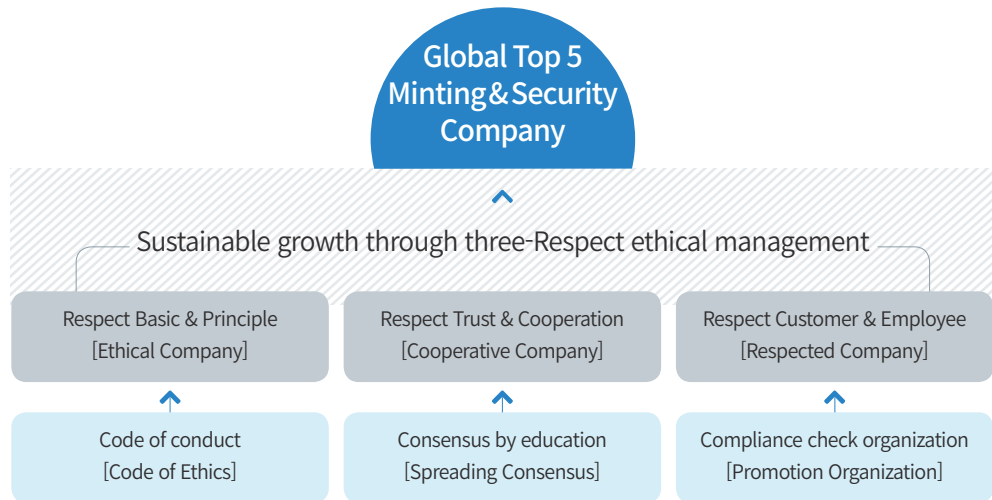 Global Top 5
Minting & Security
Company
Sustainable growth through three-Respect ethical management
Respect Basic & Principle
[Ethical Company]
Respect Trust & Cooperation
[Cooperative Company]
Respect Customer & Employee
[Respected Company]
Code of conduct
[Code of Ethics]
Consensus by education
[Spreading Consensus]
Compliance check organization
[Promotion Organization]